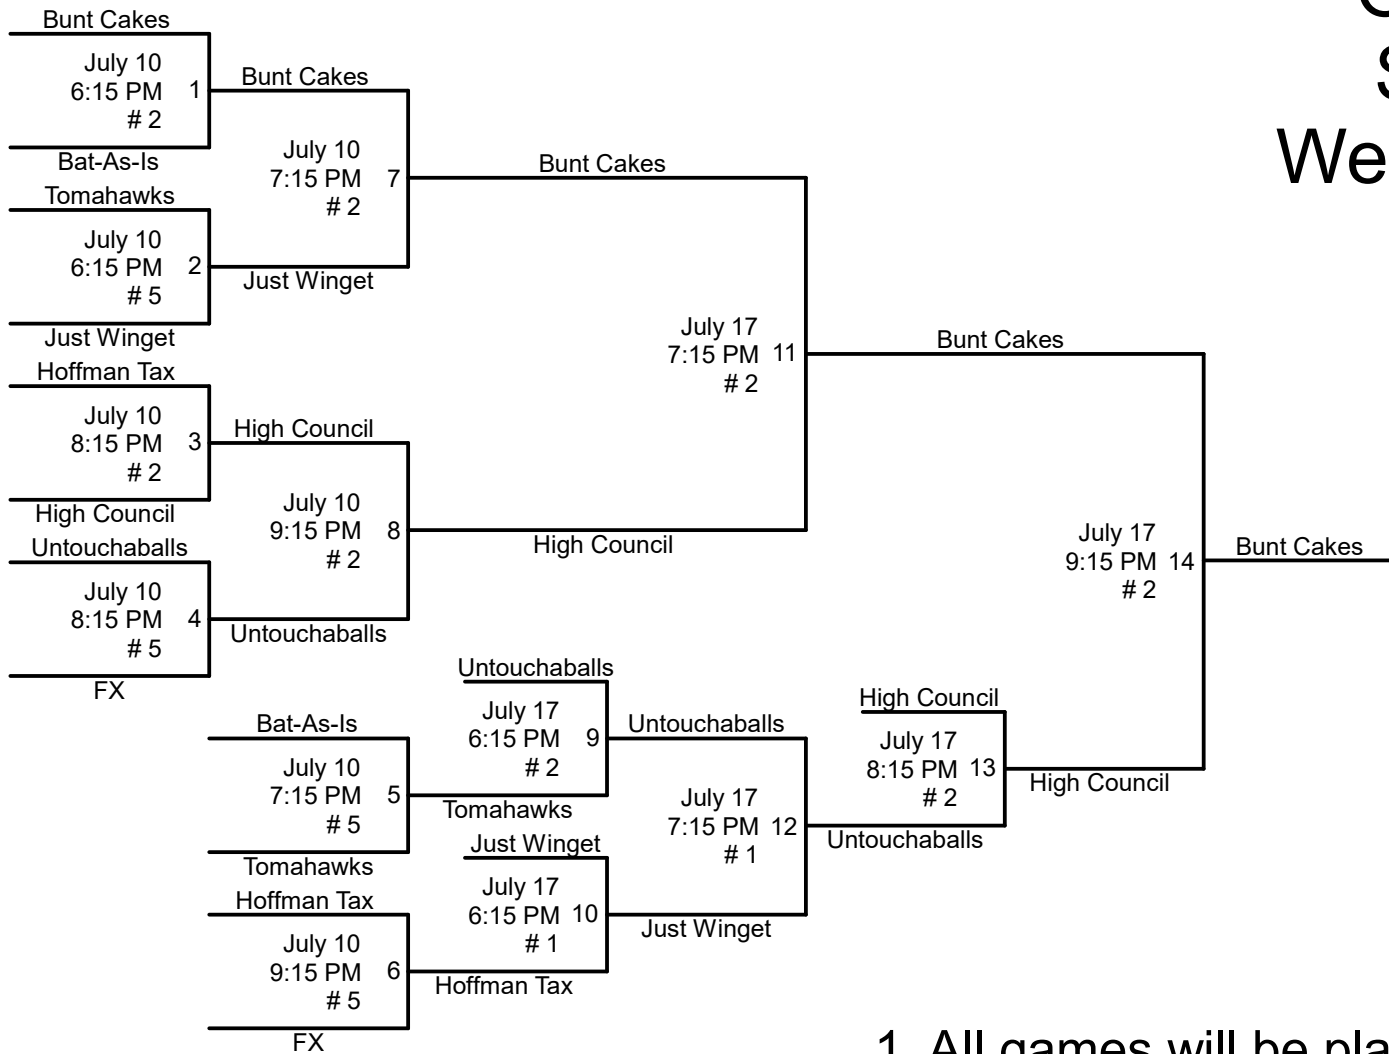 Bunt Cakes
July 10
6:15 PM 1
# 2
Bat-As-Is
Bunt Cakes
Tomahawks
July 10
6:15 PM 2
# 5
Just Winget
July 10
7:15 PM 7
# 2
Just Winget
Bunt Cakes
Hoffman Tax
July 10
8:15 PM 3
# 2
High Council
High Council
Untouchaballs
July 10
8:15 PM 4
# 5
FX
July 10
9:15 PM 8
# 2
Untouchaballs
High Council
July 17
7:15 PM 11
# 2
Bunt Cakes
Bat-As-Is
July 10
7:15 PM 5
# 5
Tomahawks
Hoffman Tax
July 10
9:15 PM 6
# 5
FX
Untouchaballs
July 17
6:15 PM 9
# 2
Tomahawks
Just Winget
July 17
6:15 PM 10
# 1
Hoffman Tax
Untouchaballs
July 17
7:15 PM 12
# 1
Just Winget
High Council
July 17
8:15 PM 13
# 2
Untouchaballs
High Council
July 17
9:15 PM 14
# 2
Bunt Cakes
We
1. All games will be pla